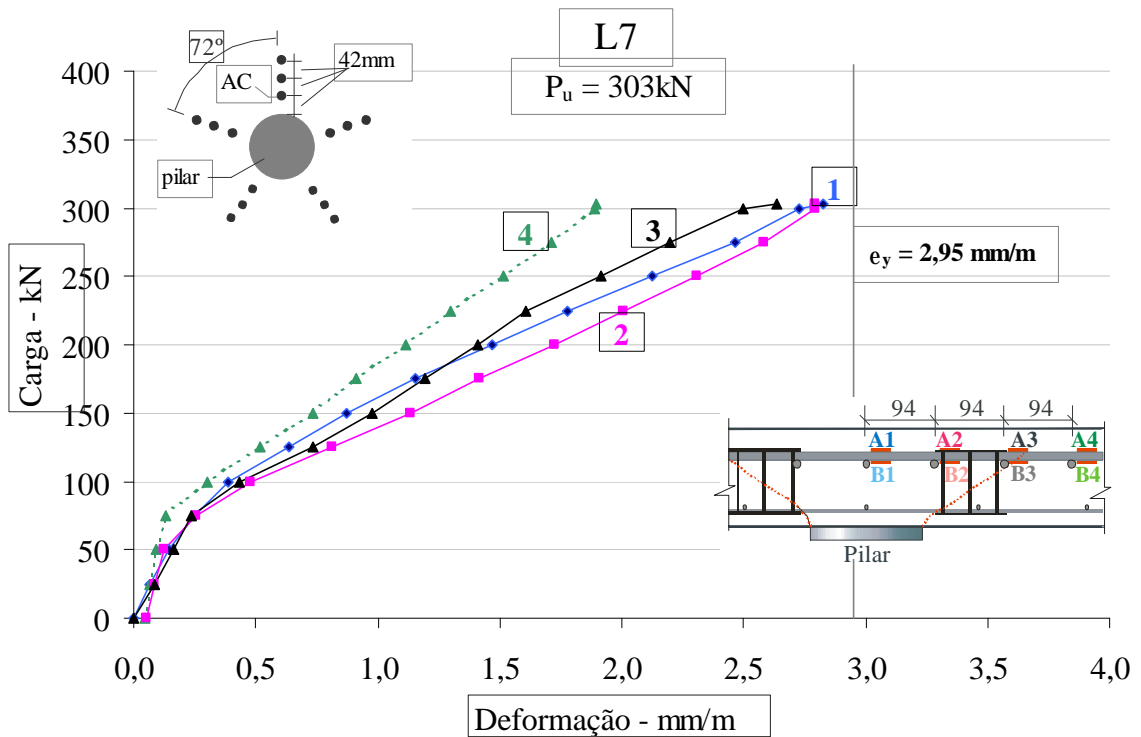 L7
P_u = 303kN
72º
42mm
AC
pilar
400
350
300
250
200
150
100
50
0
Carga - kN
1
2
3
4
e_y = 2,95 mm/m
94 94 94
A1 A2 A3 A4
B1 B2 B3 B4
Pilar
0,0 0,5 1,0 1,5 2,0 2,5 3,0 3,5 4,0
Deformação - mm/m